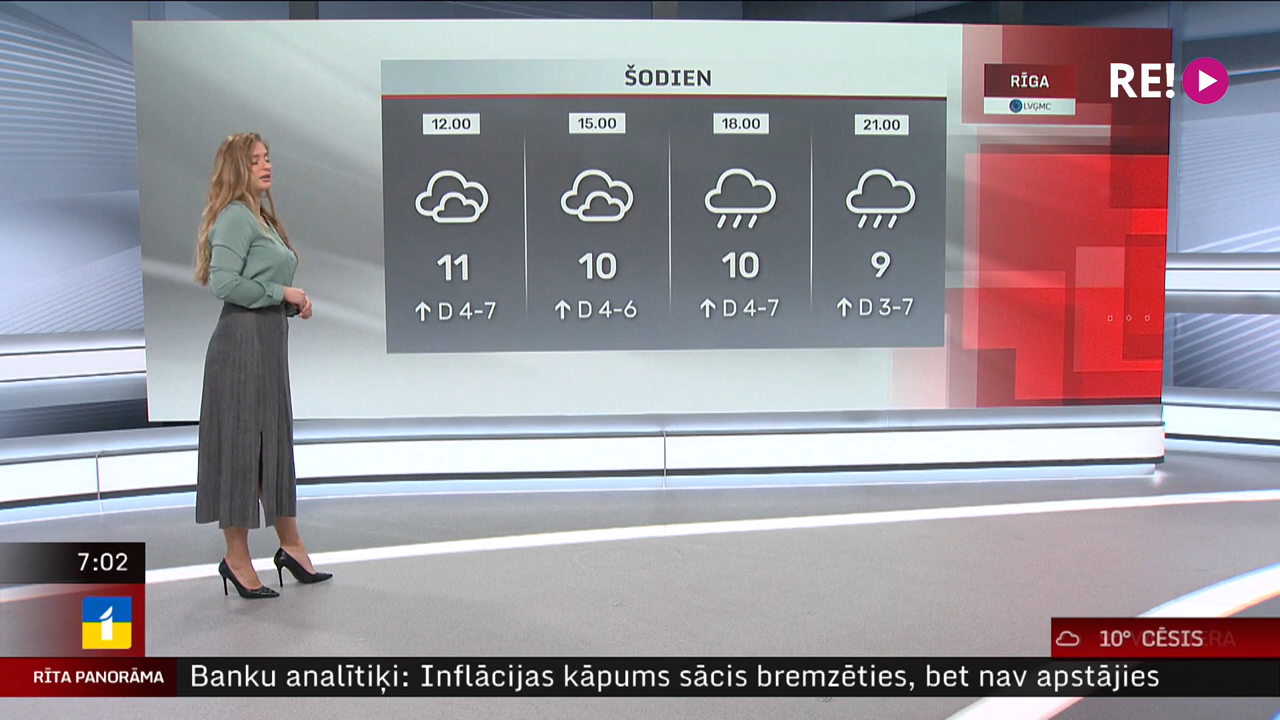 ŠODIEN
RĪGA
LVĢMC
RE!
12.00
15.00
18.00
21.00
11
10
10
9
D 4-7
D 4-6
D 4-7
D 3-7
7:02
1
10° CĒSIS
RĪTA PANORĀMA
Banku analītiķi: Inflācijas kāpums sācis bremzēties, bet nav apstājies